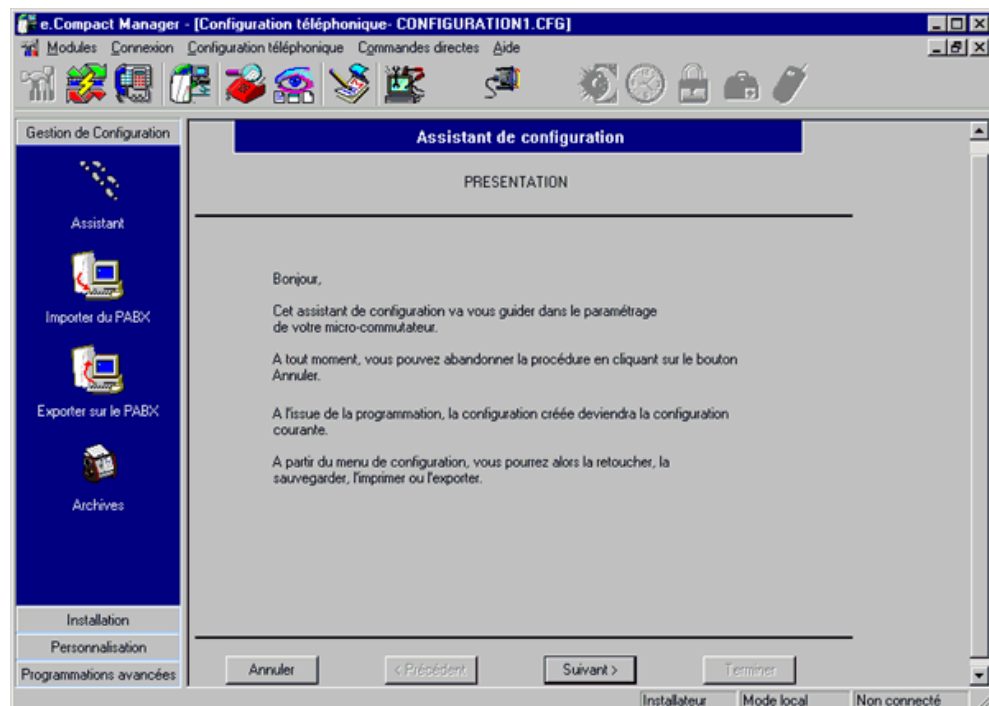 e.Compact Manager - [Configuration téléphonique- CONFIGURATION1.CFG]
Modules Connexion Configuration téléphonique Commandes directes Aide
Gestion de Configuration
Assistant
Importer du PABX
Exporter sur le PABX
Archives
Installation
Personnalisation
Programmations avancées
Assistant de configuration
PRESENTATION
Bonjour,
Cet assistant de configuration va vous guider dans le paramétrage
de votre micro-commutateur.
A tout moment, vous pouvez abandonner la procédure en cliquant sur le bouton
Annuler.
A l'issue de la programmation, la configuration créée deviendra la configuration
courante.
A partir du menu de configuration, vous pourrez alors la retoucher, la
sauvegarder, l'imprimer ou l'exporter.
Annuler < Précédent Suivant > Terminer
Installateur Mode local Non connecté